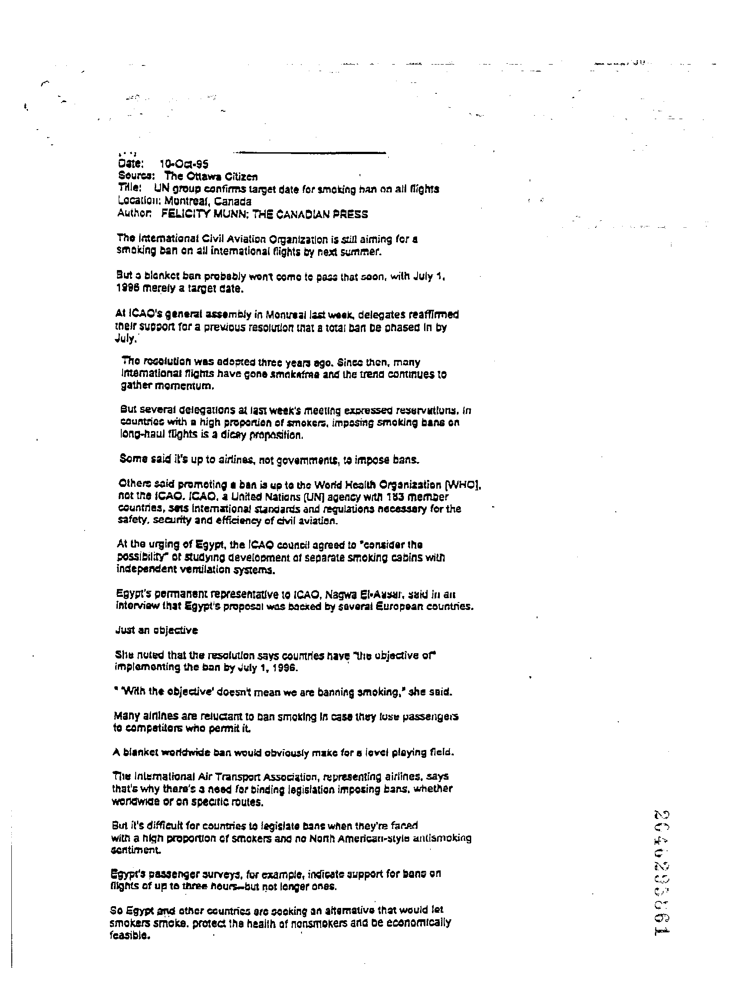 Date: 10-Oct-95
Source: The Ottawa Citizen
Title: UN group confirms target date for smoking ban on all flights
Location: Montreal, Canada
Author: FELICITY MUNN; THE CANADIAN PRESS
The International Civil Aviation Organization is still aiming for a
smoking ban on all international flights by next summer.
But a blanket ban probably won't come to pass that soon, with July 1,
1996 merely a target date.
At ICAO's general assembly in Montreal last week, delegates reaffirmed
their support for a previous resolution that a total ban be phased in by
July.
The resolution was adopted three years ago. Since then, many
international flights have gone smokefree and the trend continues to
gather momentum.
But several delegations at last week's meeting expressed reservations. In
countries with a high proportion of smokers, imposing smoking bans on
long-haul flights is a dicey proposition.
Some said it's up to airlines, not governments, to impose bans.
Others said promoting a ban is up to the World Health Organization [WHO],
not the ICAO. ICAO, a United Nations [UN] agency with 183 member
countries, sets international standards and regulations necessary for the
safety, security and efficiency of civil aviation.
At the urging of Egypt, the ICAO council agreed to "consider the
possibility" of studying development of separate smoking cabins with
independent ventilation systems.
Egypt's permanent representative to ICAO, Nagwa El-Ayssar, said in an
interview that Egypt's proposal was backed by several European countries.
Just an objective
She noted that the resolution says countries have "the objective of"
implementing the ban by July 1, 1996.
" 'With the objective' doesn't mean we are banning smoking," she said.
Many airlines are reluctant to ban smoking in case they lose passengers
to competitors who permit it.
A blanket worldwide ban would obviously make for a level playing field.
The International Air Transport Association, representing airlines, says
that's why there's a need for binding legislation imposing bans, whether
worldwide or on specific routes.
But it's difficult for countries to legislate bans when they're faced
with a high proportion of smokers and no North American-style antismoking
sentiment.
Egypt's passenger surveys, for example, indicate support for bans on
flights of up to three hours--but not longer ones.
So Egypt and other countries are seeking an alternative that would let
smokers smoke, protect the health of nonsmokers and be economically
feasible.